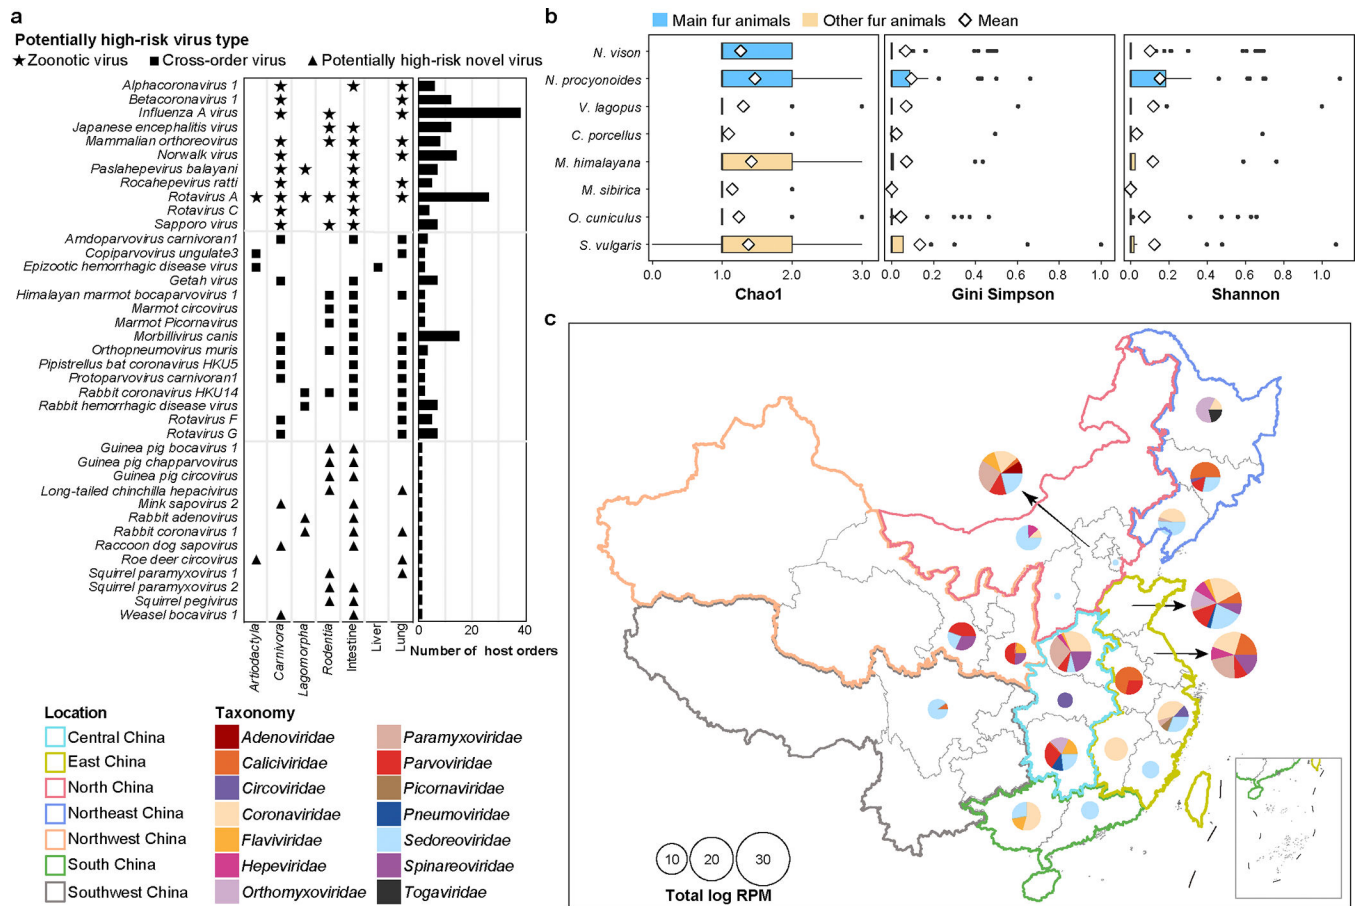 a
Potentially high-risk virus type
★ Zoonotic virus ■ Cross-order virus ▲ Potentially high-risk novel virus
Alphacoronavirus 1
Betacoronavirus 1
Influenza A virus
Japanese encephalitis virus
Mammalian orthoreovirus
Norwalk virus
Paslahepevirus balayani
Rocahepevirus ratti
Rotavirus A
Rotavirus C
Sapporo virus
Amdoparvovirus carnivoran1
Copiparvovirus ungulate3
Epizootic hemorrhagic disease virus
Getah virus
Himalayan marmot bocaparvovirus 1
Marmot circovirus
Marmot Picornavirus
Morbillivirus canis
Orthopneumovirus muris
Pipistrellus bat coronavirus HKU5
Protoparvovirus carnivoran1
Rabbit coronavirus HKU14
Rabbit hemorrhagic disease virus
Rotavirus F
Rotavirus G
Guinea pig bocavirus 1
Guinea pig chapparvovirus
Guinea pig circovirus
Long-tailed chinchilla hepacivirus
Mink sapovirus 2
Rabbit adenovirus
Rabbit coronavirus 1
Raccoon dog sapovirus
Roe deer circovirus
Squirrel paramyxovirus 1
Squirrel paramyxovirus 2
Squirrel pegivirus
Weasel bocavirus 1
Artiodactyla
Carnivora
Lagomorpha
Rodentia
Intestine
Liver
Lung
0 20 40
Number of host orders
b
Main fur animals Other fur animals Mean
N. vison
N. procyonoides
V. lagopus
C. porcellus
M. himalayana
M. sibirica
O. cuniculus
S. vulgaris
0.0 1.0 2.0 3.0
Chao1
0.0 0.2 0.4 0.6 0.8 1.0
Gini Simpson
0.0 0.2 0.4 0.6 0.8 1.0
Shannon
c
10 20 30
Total log RPM
Location
Central China
East China
North China
Northeast China
Northwest China
South China
Southwest China
Taxonomy
Adenoviridae
Caliciviridae
Circoviridae
Coronaviridae
Flaviviridae
Hepeviridae
Orthomyxoviridae
Paramyxoviridae
Parvoviridae
Picornaviridae
Pneumoviridae
Sedoreoviridae
Spinareoviridae
Togaviridae